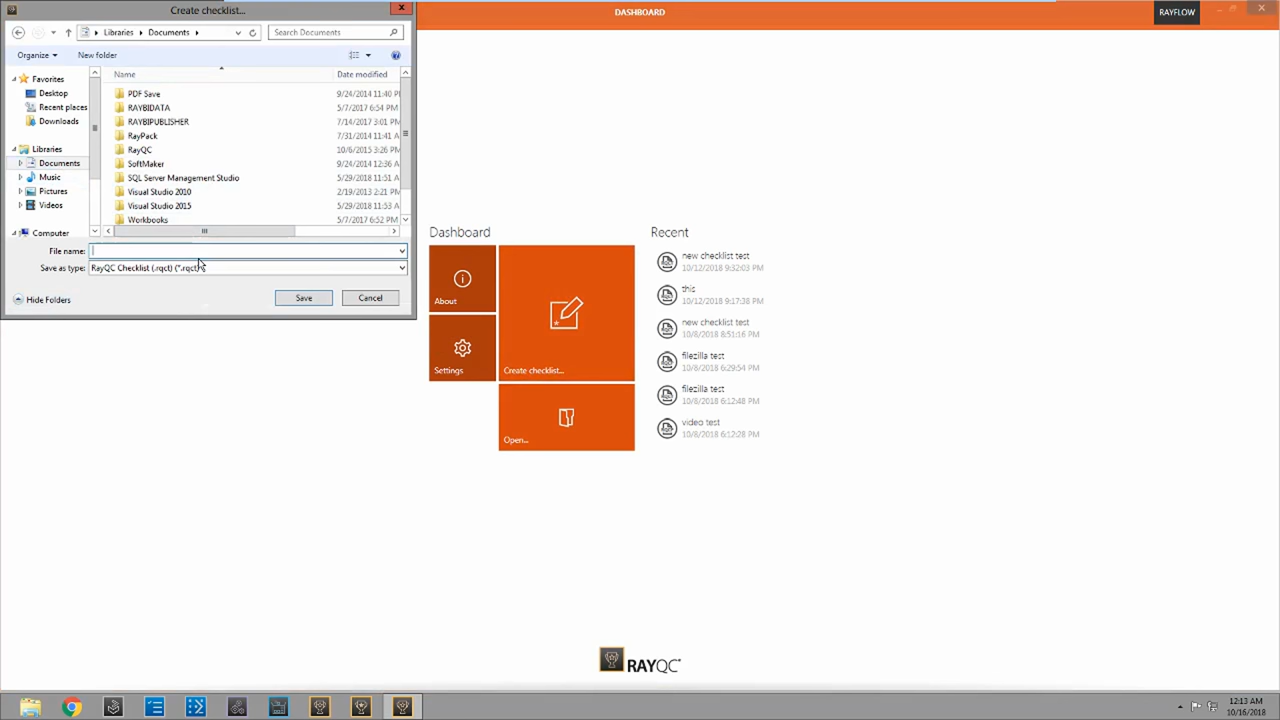 Create checklist...
DASHBOARD
RAYFLOW
Libraries
Documents
Search Documents
Organize
New folder
Name
Date modified
Favorites
Desktop
Recent places
Downloads
Libraries
Documents
Music
Pictures
Videos
Computer
PDF Save 9/24/2014 11:40 P
RAYBIDATA 5/7/2017 6:54 PM
RAYBIPUBLISHER 7/14/2017 3:01 PM
RayPack 7/31/2014 11:41 A
RayQC 10/6/2015 3:26 PM
SoftMaker 9/24/2014 12:36 A
SQL Server Management Studio 5/28/2018 11:51 A
Visual Studio 2010 2/19/2013 2:21 PM
Visual Studio 2015 5/28/2018 11:53 A
Workbooks 5/7/2017 6:52 PM
File name:
Save as type: RayQC Checklist (.rqct) (*.rqct)
Hide Folders
Save
Cancel
Dashboard
About
Settings
Create checklist...
Open...
Recent
new checklist test
10/12/2018 9:32:03 PM
this
10/12/2018 9:17:38 PM
new checklist test
10/8/2018 8:51:16 PM
filezilla test
10/8/2018 6:29:54 PM
filezilla test
10/8/2018 6:12:48 PM
video test
10/8/2018 6:12:28 PM
RAYQC
12:13 AM
10/16/2018